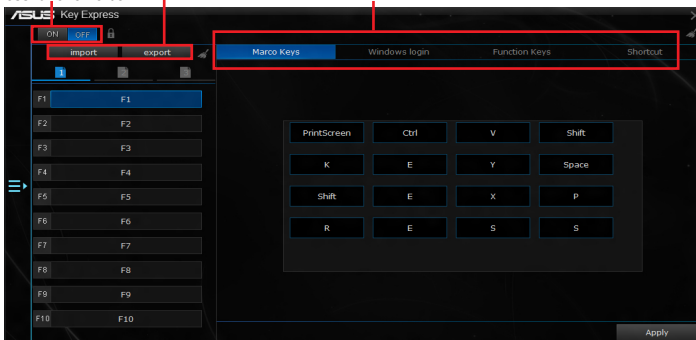 ASUS Key Express
ON OFF
import export
Marco Keys Windows login Function Keys Shortcut
1 2 3
F1 F1
F2 F2
F3 F3
F4 F4
F5 F5
F6 F6
F7 F7
F8 F8
F9 F9
F10 F10
PrintScreen Ctrl V Shift
K E Y Space
Shift E X P
R E S S
Apply